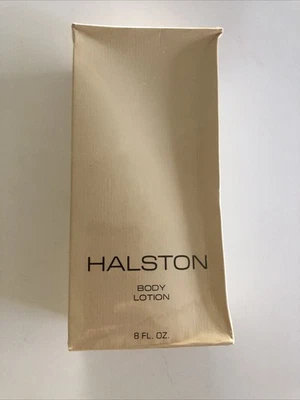 HALSTON
BODY
LOTION
8 FL. OZ.